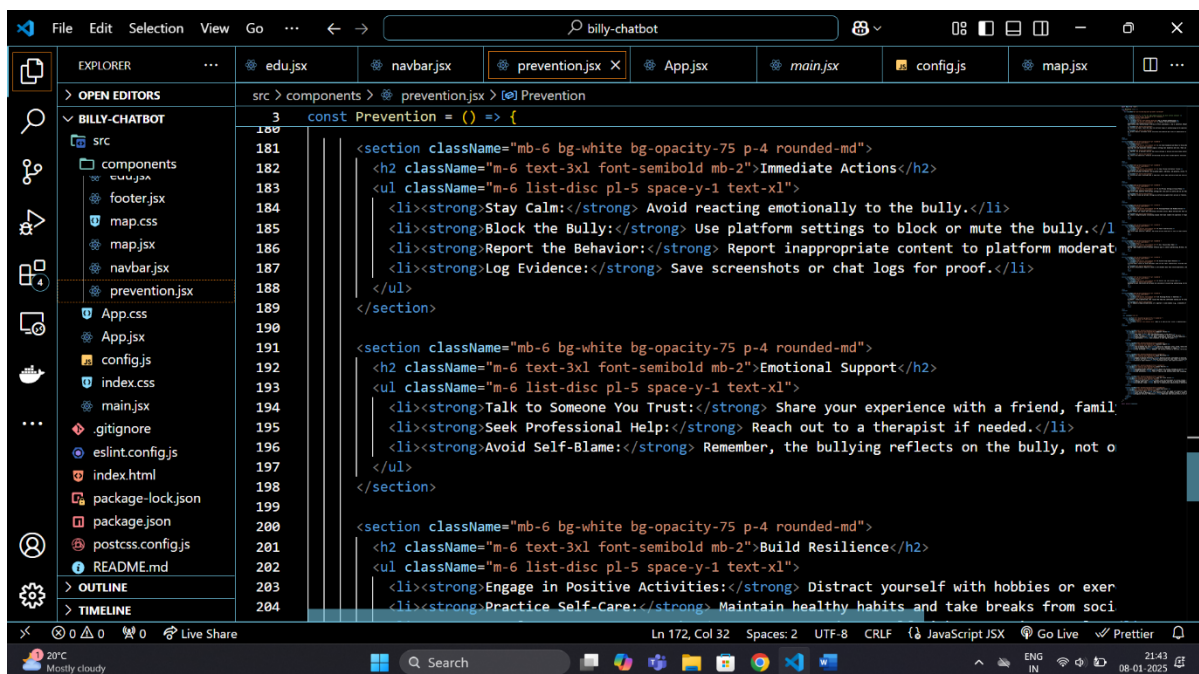 File Edit Selection View Go ··· billy-chatbot
EXPLORER ···
OPEN EDITORS
BILLY-CHATBOT
src
components
edu.jsx
footer.jsx
map.css
map.jsx
navbar.jsx
prevention.jsx
App.css
App.jsx
config.js
index.css
main.jsx
.gitignore
eslint.config.js
index.html
package-lock.json
package.json
postcss.config.js
README.md
OUTLINE
TIMELINE
4
edu.jsx navbar.jsx prevention.jsx App.jsx main.jsx JS config.js map.jsx ···
src > components > prevention.jsx > Prevention
3 const Prevention = () => {
180
181 <section className="mb-6 bg-white bg-opacity-75 p-4 rounded-md">
182 <h2 className="m-6 text-3xl font-semibold mb-2">Immediate Actions</h2>
183 <ul className="m-6 list-disc pl-5 space-y-1 text-xl">
184 <li><strong>Stay Calm:</strong> Avoid reacting emotionally to the bully.</li>
185 <li><strong>Block the Bully:</strong> Use platform settings to block or mute the bully.</l
186 <li><strong>Report the Behavior:</strong> Report inappropriate content to platform moderat
187 <li><strong>Log Evidence:</strong> Save screenshots or chat logs for proof.</li>
188 </ul>
189 </section>
190
191 <section className="mb-6 bg-white bg-opacity-75 p-4 rounded-md">
192 <h2 className="m-6 text-3xl font-semibold mb-2">Emotional Support</h2>
193 <ul className="m-6 list-disc pl-5 space-y-1 text-xl">
194 <li><strong>Talk to Someone You Trust:</strong> Share your experience with a friend, famil
195 <li><strong>Seek Professional Help:</strong> Reach out to a therapist if needed.</li>
196 <li><strong>Avoid Self-Blame:</strong> Remember, the bullying reflects on the bully, not o
197 </ul>
198 </section>
199
200 <section className="mb-6 bg-white bg-opacity-75 p-4 rounded-md">
201 <h2 className="m-6 text-3xl font-semibold mb-2">Build Resilience</h2>
202 <ul className="m-6 list-disc pl-5 space-y-1 text-xl">
203 <li><strong>Engage in Positive Activities:</strong> Distract yourself with hobbies or exer
204 <li><strong>Practice Self-Care:</strong> Maintain healthy habits and take breaks from soci
0 0 0 Live Share Ln 172, Col 32 Spaces: 2 UTF-8 CRLF JavaScript JSX Go Live Prettier
1 20°C
Mostly cloudy
Search
ENG
IN
21:43
08-01-2025